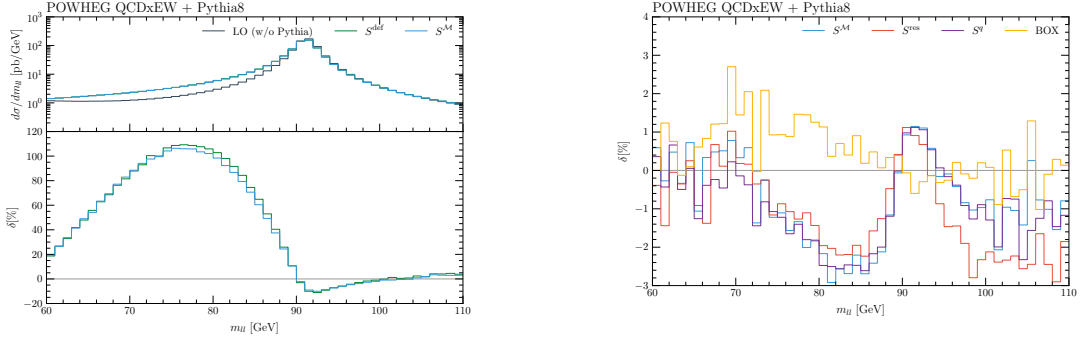 POWHEG QCDxEW + Pythia8
LO (w/o Pythia) S^def S^M
dσ/dm_ll [pb/GeV]
10^3
10^2
10^1
10^0
120
100
80
60
40
20
0
−20
δ[%]
60 70 80 90 100 110
m_ll [GeV]
POWHEG QCDxEW + Pythia8
S^M S^res S^q BOX
4
3
2
1
0
−1
−2
−3
δ[%]
60 70 80 90 100 110
m_ll [GeV]